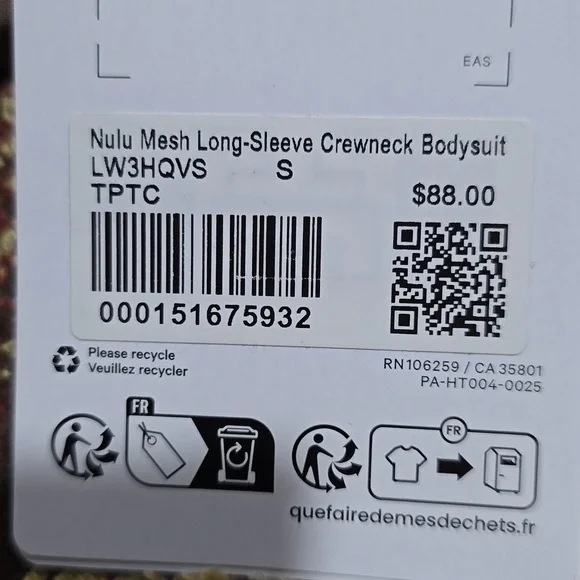 EAS
Nulu Mesh Long-Sleeve Crewneck Bodysuit
LW3HQVS S
TPTC $88.00
000151675932
Please recycle
Veuillez recycler
RN106259 / CA 35801
PA-HT004-0025
FR
FR
quefairedemesdechets.fr